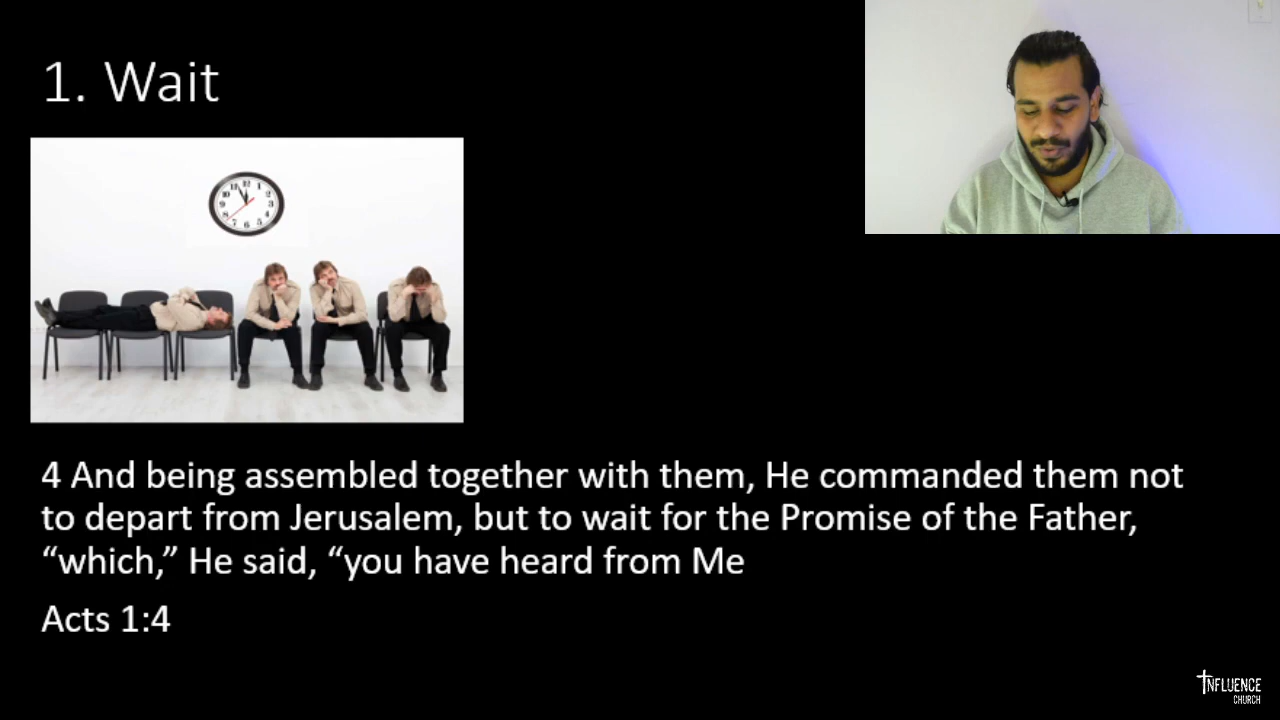 1. Wait
4 And being assembled together with them, He commanded them not
to depart from Jerusalem, but to wait for the Promise of the Father,
“which,” He said, “you have heard from Me
Acts 1:4
INFLUENCE
CHURCH